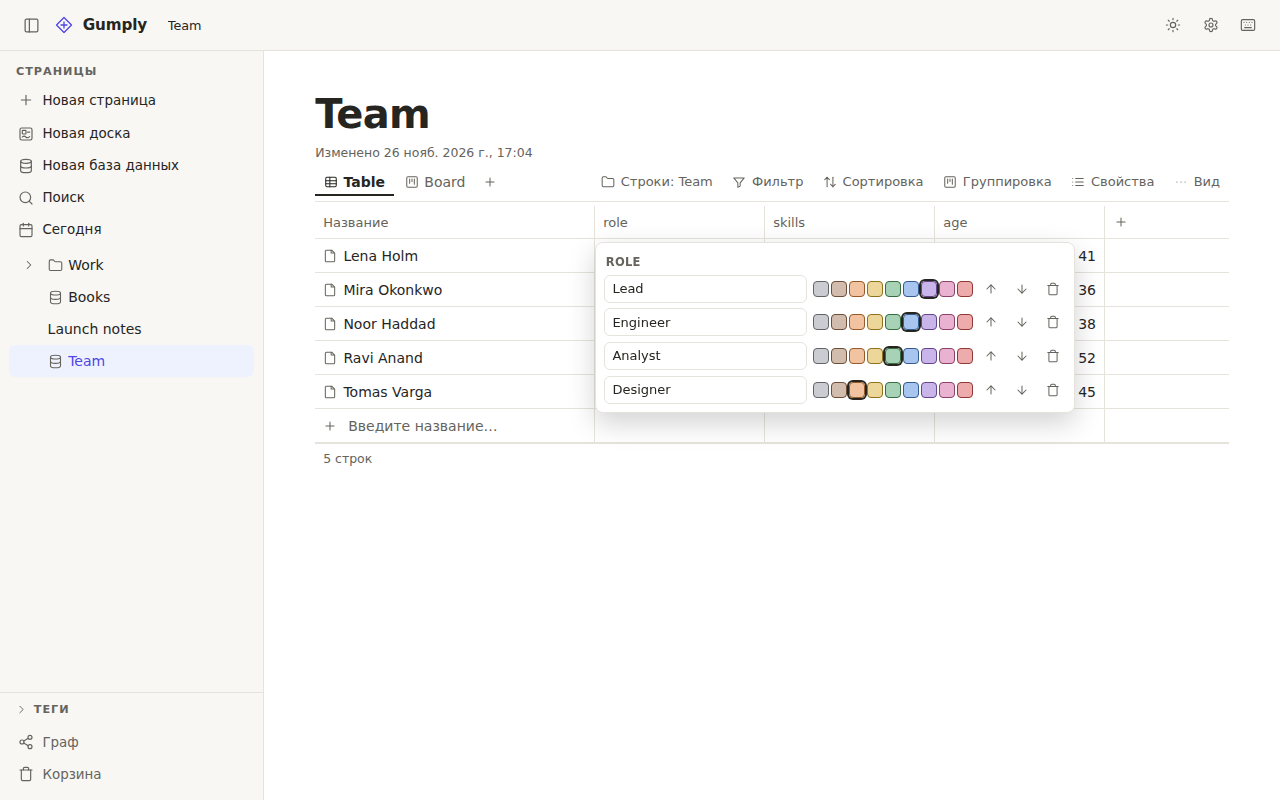 Gumply
Team
СТРАНИЦЫ
Новая страница
Новая доска
Новая база данных
Поиск
Сегодня
Work
Books
Launch notes
Team
ТЕГИ
Граф
Корзина
Team
Изменено 26 нояб. 2026 г., 17:04
Table
Board
Строки: Team
Фильтр
Сортировка
Группировка
Свойства
Вид
Название
role
skills
age
Lena Holm
41
Mira Okonkwo
36
Noor Haddad
38
Ravi Anand
52
Tomas Varga
45
Введите название…
5 строк
ROLE
Lead
Engineer
Analyst
Designer